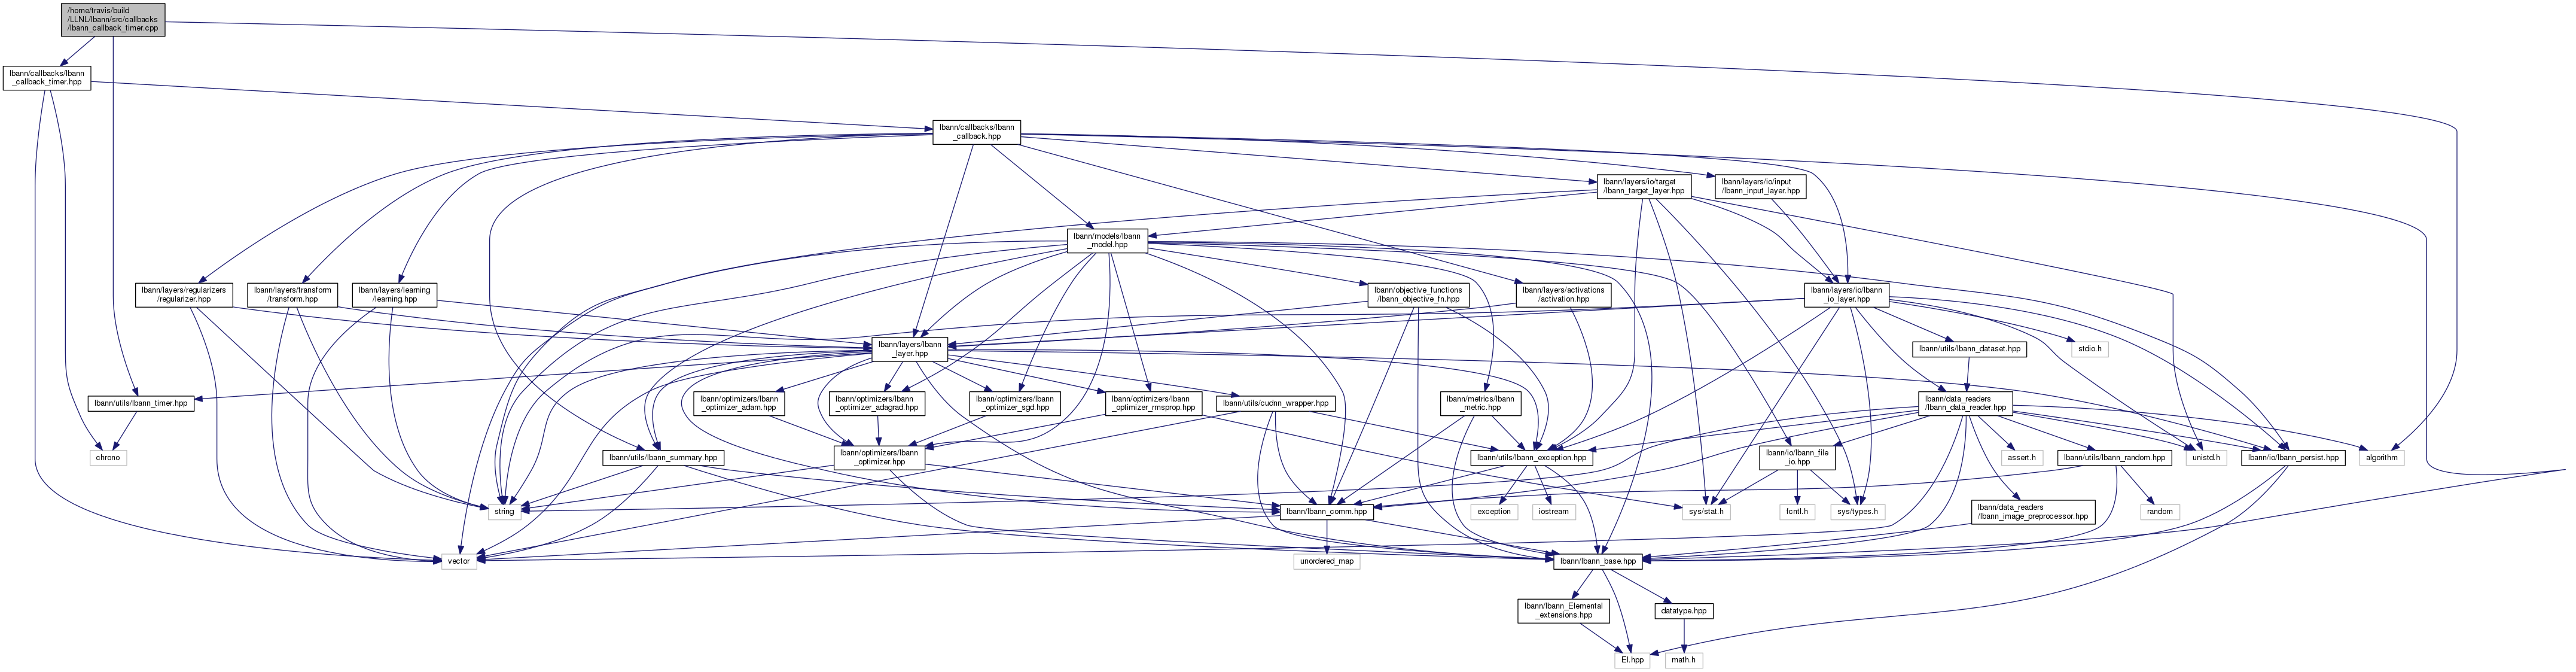 /home/travis/build
/LLNL/lbann/src/callbacks
/lbann_callback_timer.cpp
lbann/callbacks/lbann
_callback_timer.hpp
lbann/callbacks/lbann
_callback.hpp
lbann/layers/io/target
/lbann_target_layer.hpp
lbann/layers/io/input
/lbann_input_layer.hpp
lbann/models/lbann
_model.hpp
lbann/layers/regularizers
/regularizer.hpp
lbann/layers/transform
/transform.hpp
lbann/layers/learning
/learning.hpp
lbann/objective_functions
/lbann_objective_fn.hpp
lbann/layers/activations
/activation.hpp
lbann/layers/io/lbann
_io_layer.hpp
lbann/layers/lbann
_layer.hpp
lbann/utils/lbann_dataset.hpp
stdio.h
lbann/utils/lbann_timer.hpp
lbann/optimizers/lbann
_optimizer_adam.hpp
lbann/optimizers/lbann
_optimizer_adagrad.hpp
lbann/optimizers/lbann
_optimizer_sgd.hpp
lbann/optimizers/lbann
_optimizer_rmsprop.hpp
lbann/utils/cudnn_wrapper.hpp
lbann/metrics/lbann
_metric.hpp
lbann/data_readers
/lbann_data_reader.hpp
chrono
lbann/utils/lbann_summary.hpp
lbann/optimizers/lbann
_optimizer.hpp
lbann/utils/lbann_exception.hpp
lbann/io/lbann_file
_io.hpp
assert.h
lbann/utils/lbann_random.hpp
unistd.h
lbann/io/lbann_persist.hpp
algorithm
string
lbann/lbann_comm.hpp
exception
iostream
sys/stat.h
fcntl.h
sys/types.h
lbann/data_readers
/lbann_image_preprocessor.hpp
random
vector
unordered_map
lbann/lbann_base.hpp
lbann/lbann_Elemental
_extensions.hpp
datatype.hpp
El.hpp
math.h